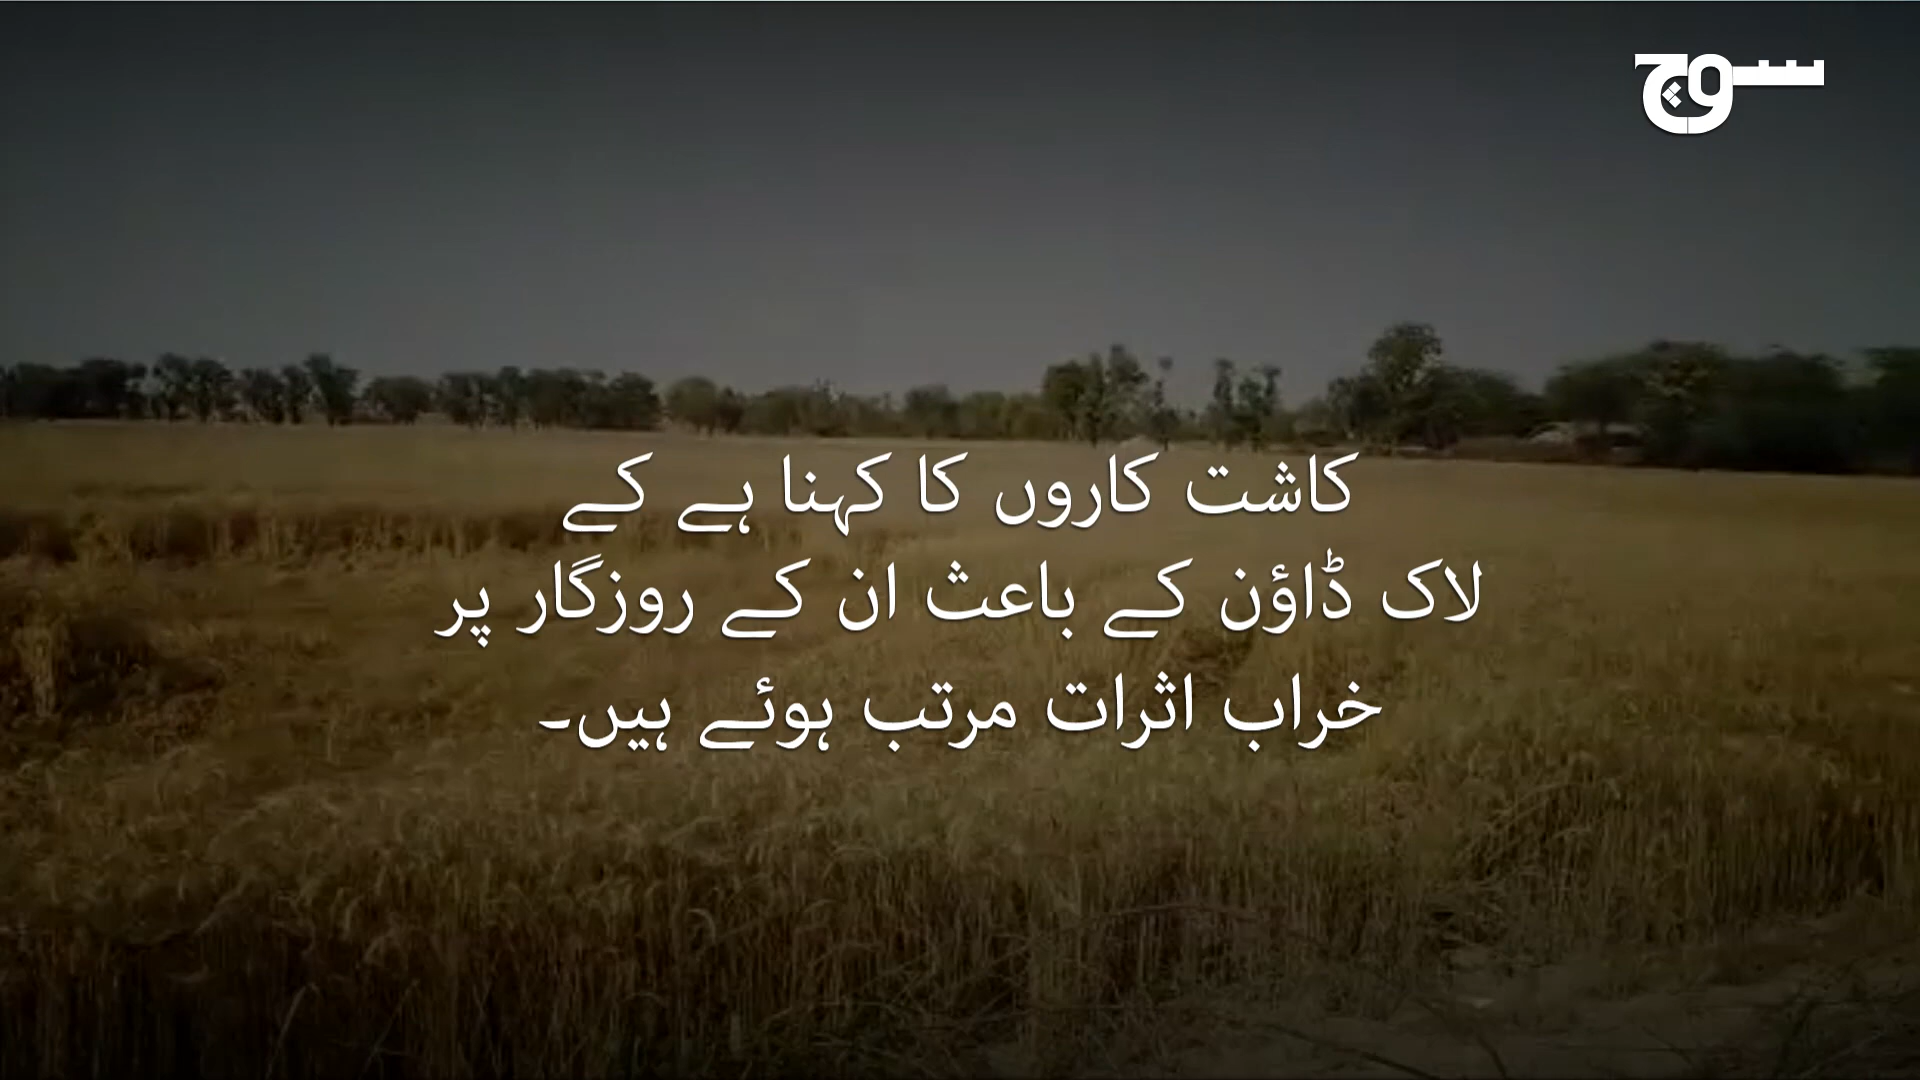 سوچ
کاشت کاروں کا کہنا ہے کے
لاک ڈاؤن کے باعث ان کے روزگار پر
خراب اثرات مرتب ہوئے ہیں۔